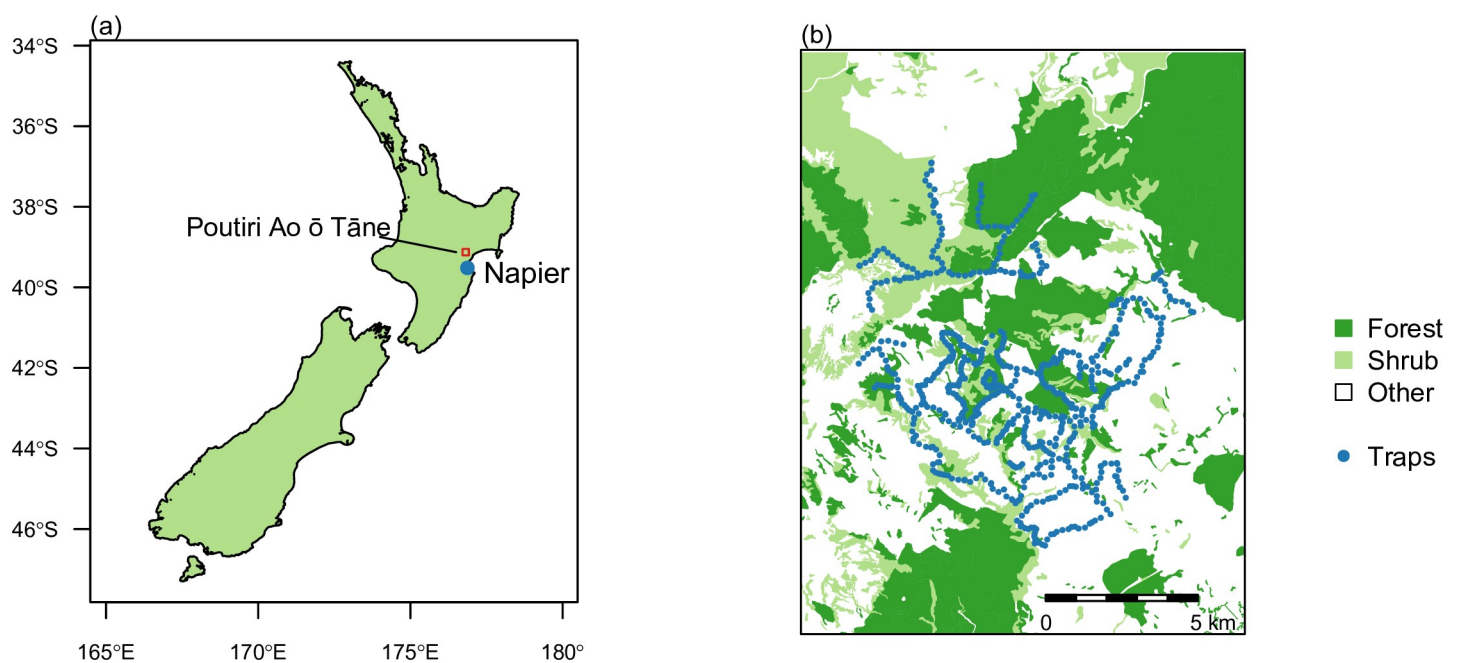 (a)
34°S
36°S
38°S
40°S
42°S
44°S
46°S
165°E
170°E
175°E
180°
Poutiri Ao ō Tāne
Napier
(b)
0
5 km
Forest
Shrub
Other
Traps